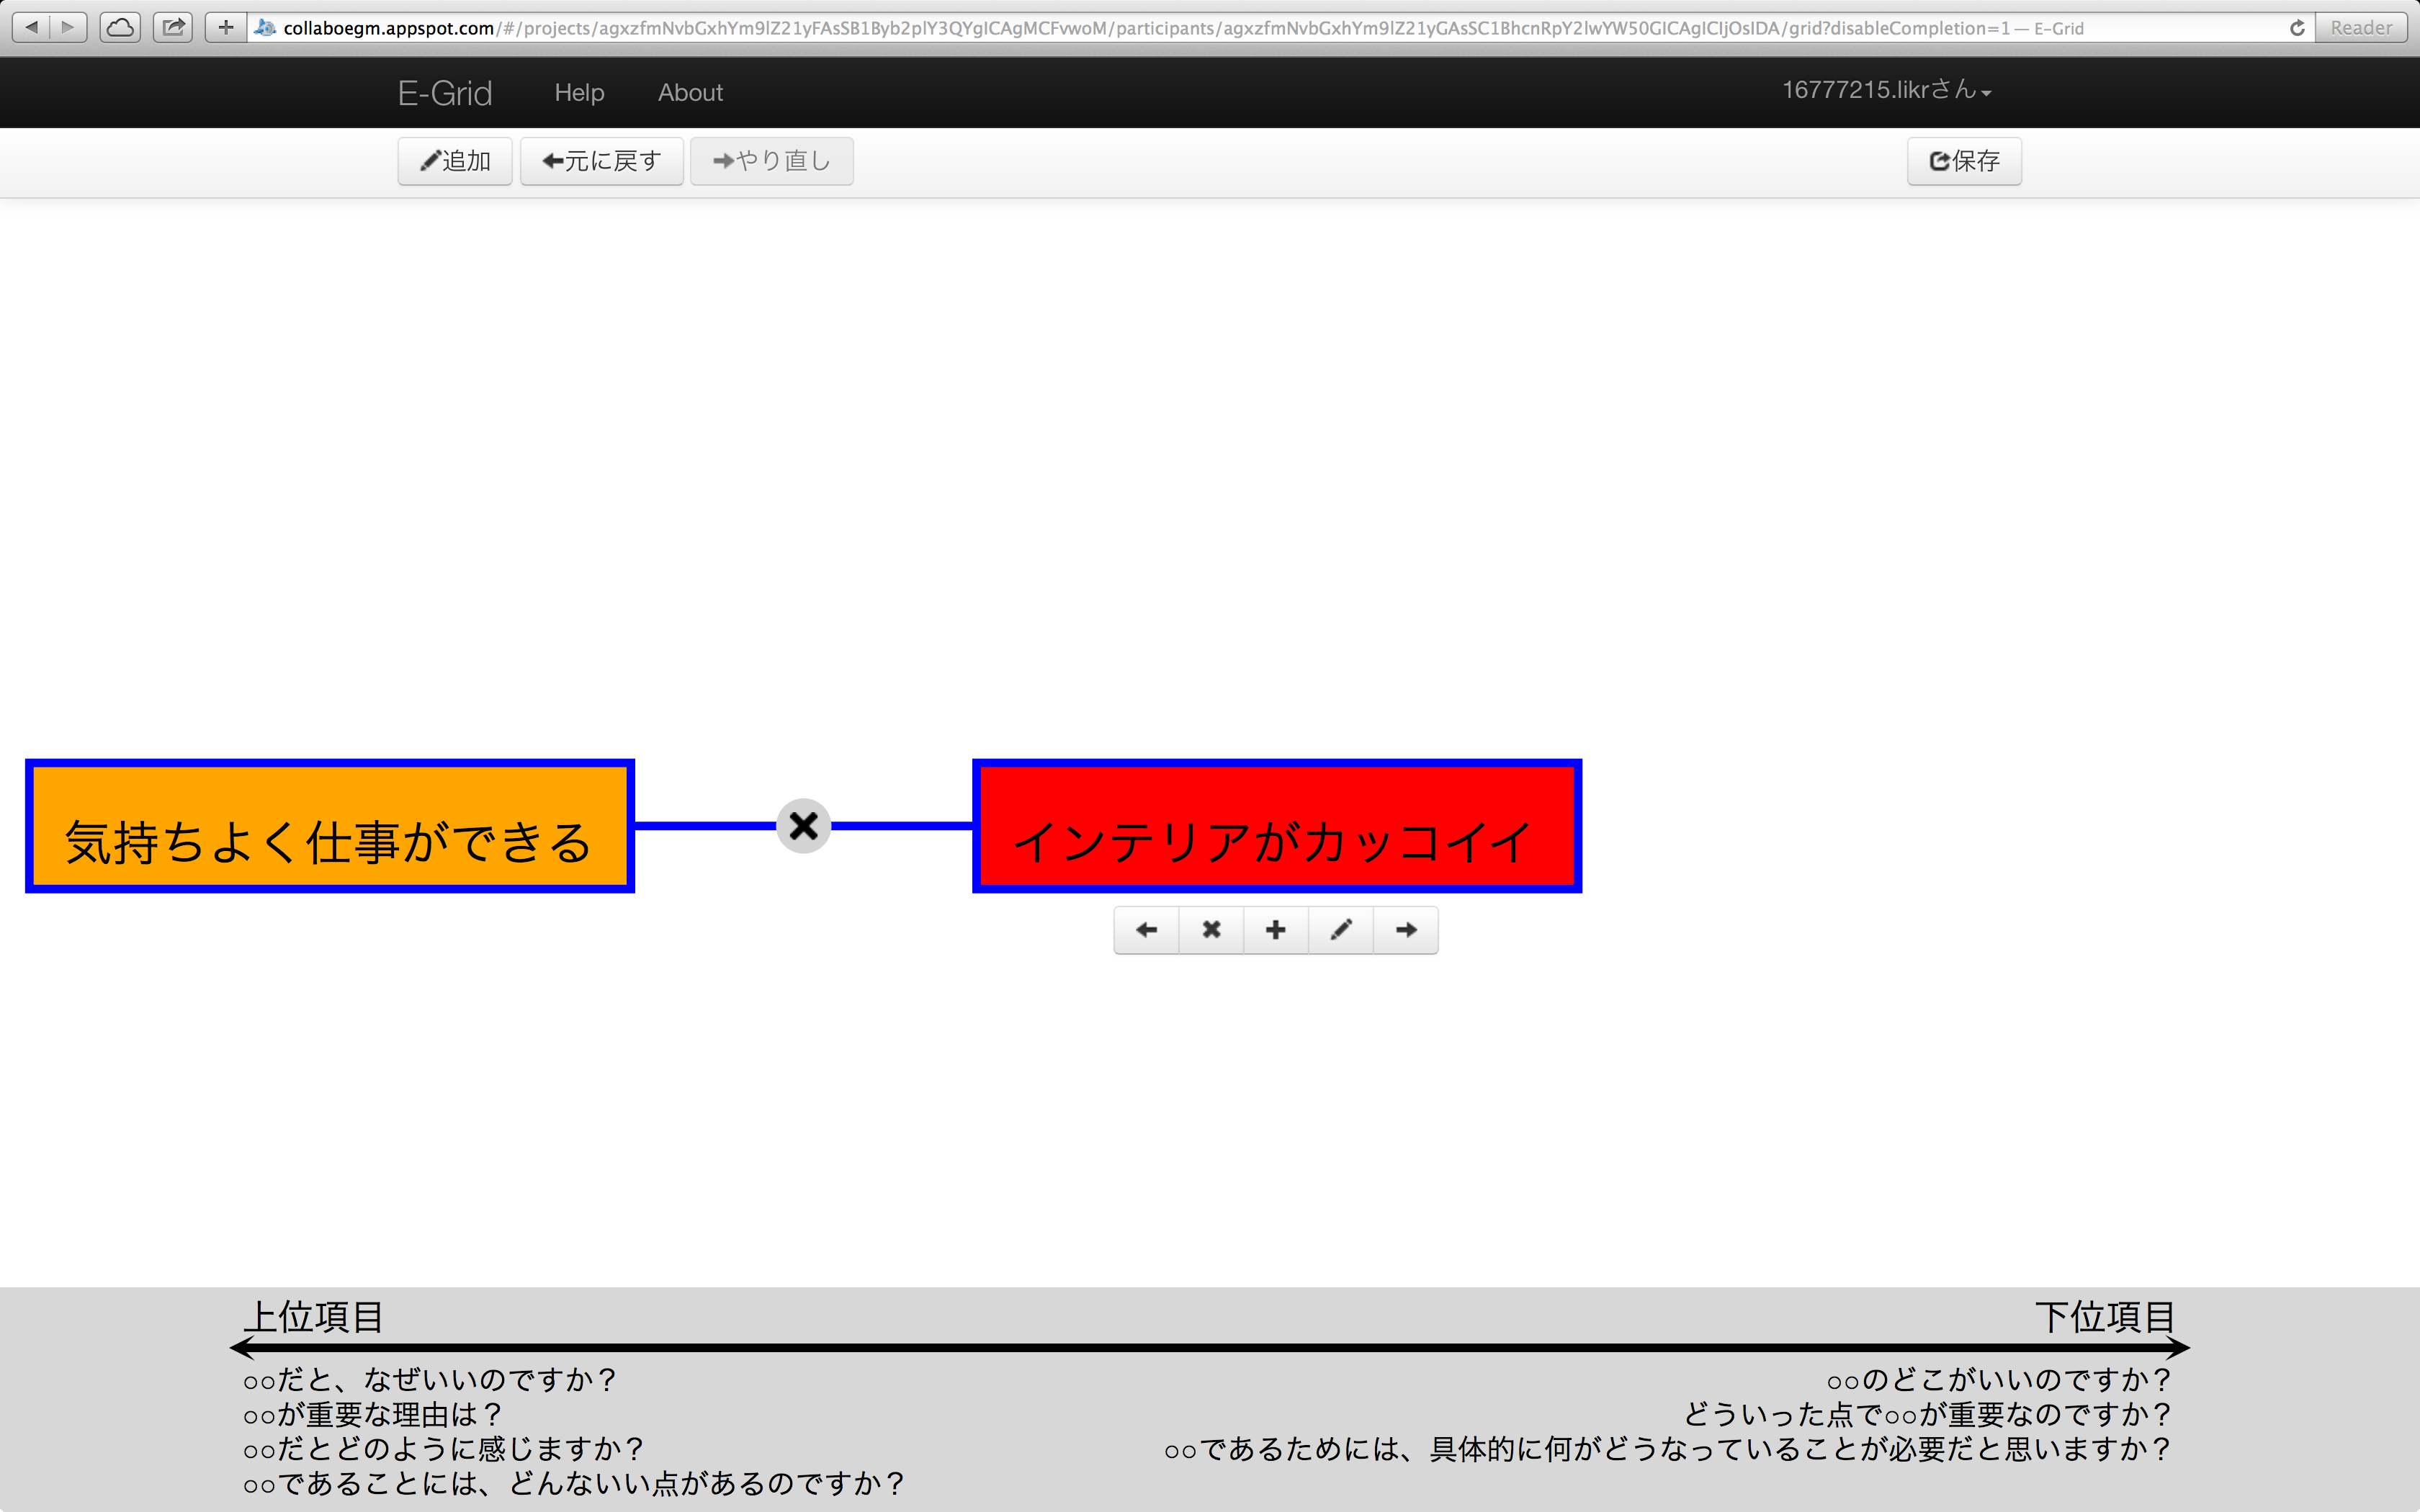 collaboegm.appspot.com/#/projects/agxzfmNvbGxhYm9lZ21yFAsSB1Byb2plY3QYgICAgMCFvwoM/participants/agxzfmNvbGxhYm9lZ21yGAsSC1BhcnRpY2lwYW50GICAgICIjOsIDA/grid?disableCompletion=1 — E-Grid
Reader
E-Grid Help About 16777215.likrさん
追加 元に戻す やり直し 保存
気持ちよく仕事ができる インテリアがカッコイイ
上位項目 下位項目
○○だと、なぜいいのですか？ ○○のどこがいいのですか？
○○が重要な理由は？ どういった点で○○が重要なのですか？
○○だとどのように感じますか？ ○○であるためには、具体的に何がどうなっていることが必要だと思いますか？
○○であることには、どんないい点があるのですか？